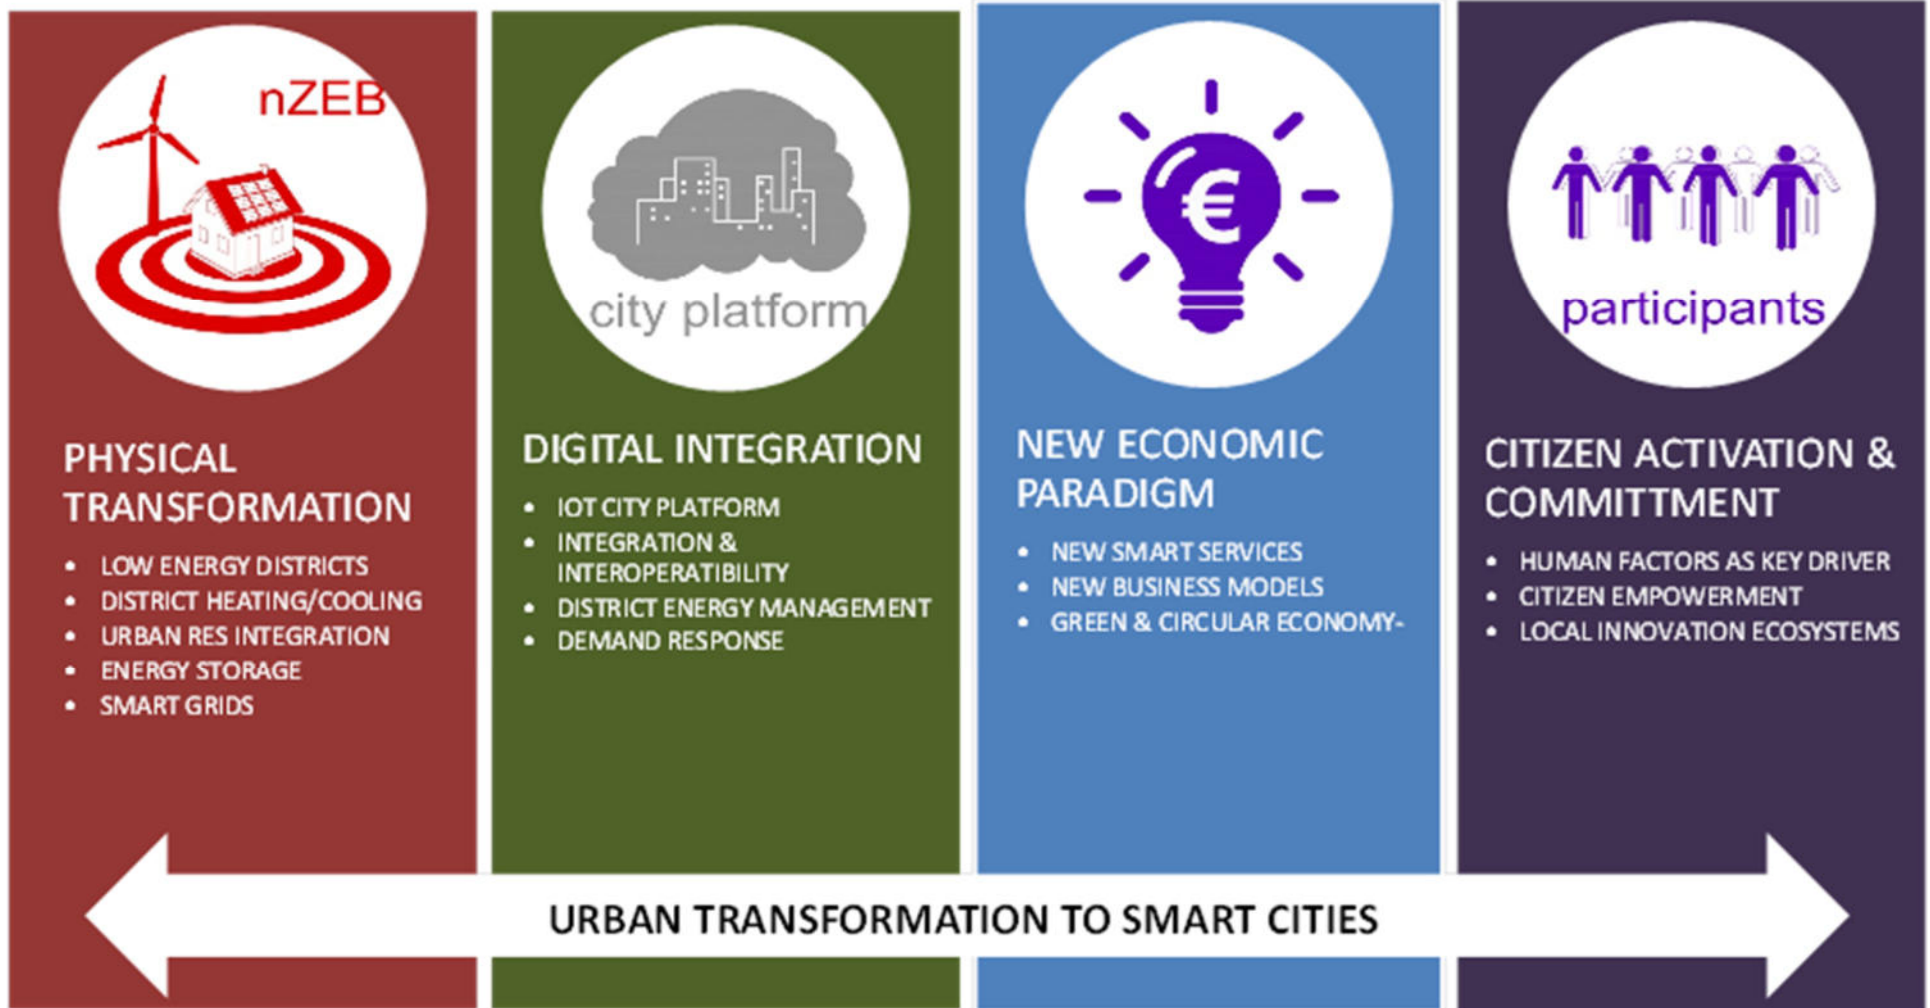 nZEB
PHYSICAL
TRANSFORMATION
• LOW ENERGY DISTRICTS
• DISTRICT HEATING/COOLING
• URBAN RES INTEGRATION
• ENERGY STORAGE
• SMART GRIDS
city platform
DIGITAL INTEGRATION
• IOT CITY PLATFORM
• INTEGRATION &
INTEROPERATIBILITY
• DISTRICT ENERGY MANAGEMENT
• DEMAND RESPONSE
€
NEW ECONOMIC
PARADIGM
• NEW SMART SERVICES
• NEW BUSINESS MODELS
• GREEN & CIRCULAR ECONOMY-
participants
CITIZEN ACTIVATION &
COMMITTMENT
• HUMAN FACTORS AS KEY DRIVER
• CITIZEN EMPOWERMENT
• LOCAL INNOVATION ECOSYSTEMS
URBAN TRANSFORMATION TO SMART CITIES